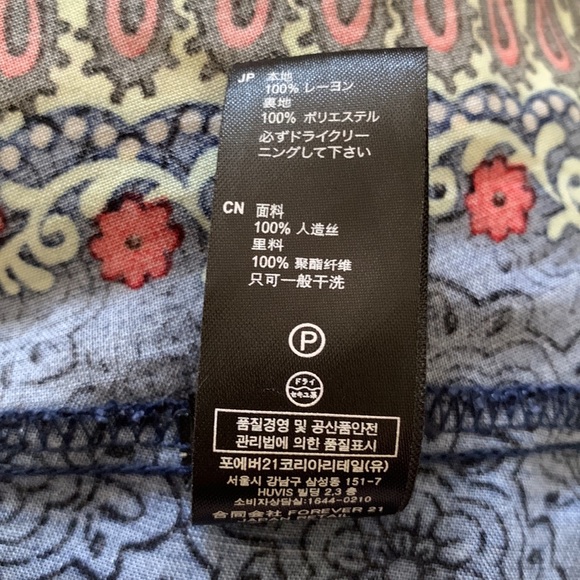 JP 本地
100% レーヨン
裏地
100% ポリエステル
必ずドライクリー
ニングして下さい
CN 面料
100% 人造丝
里料
100% 聚酯纤维
只可一般干洗
P
ドライ
セキユ系
품질경영 및 공산품안전
관리법에 의한 품질표시
포에버21코리아리테일(유)
서울시 강남구 삼성동 151-7
HUVIS 빌딩 2,3 층
소비자상담실:1644-0210
合同会社 FOREVER 21
JAPAN RETAIL